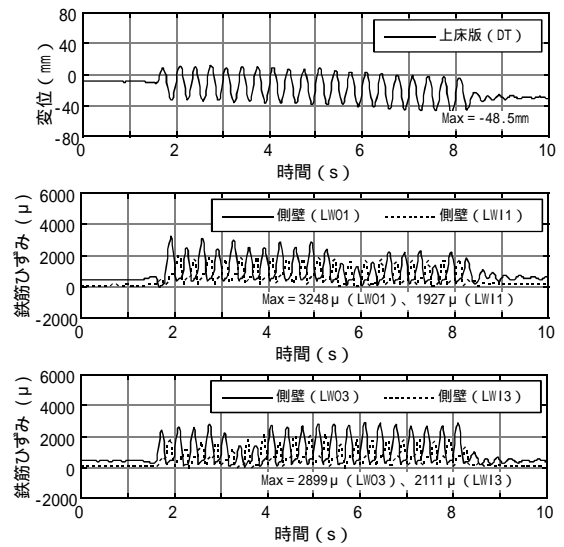 80
40
0
-40
-80
変位(mm)
上床版(DT)
Max = -48.5mm
0 2 4 6 8 10
時間(s)
6000
4000
2000
0
-2000
鉄筋ひずみ(μ)
側壁(LWO1) 側壁(LWI1)
Max = 3248μ(LWO1)、1927μ(LWI1)
0 2 4 6 8 10
時間(s)
6000
4000
2000
0
-2000
鉄筋ひずみ(μ)
側壁(LWO3) 側壁(LWI3)
Max = 2899μ(LWO3)、2111μ(LWI3)
0 2 4 6 8 10
時間(s)